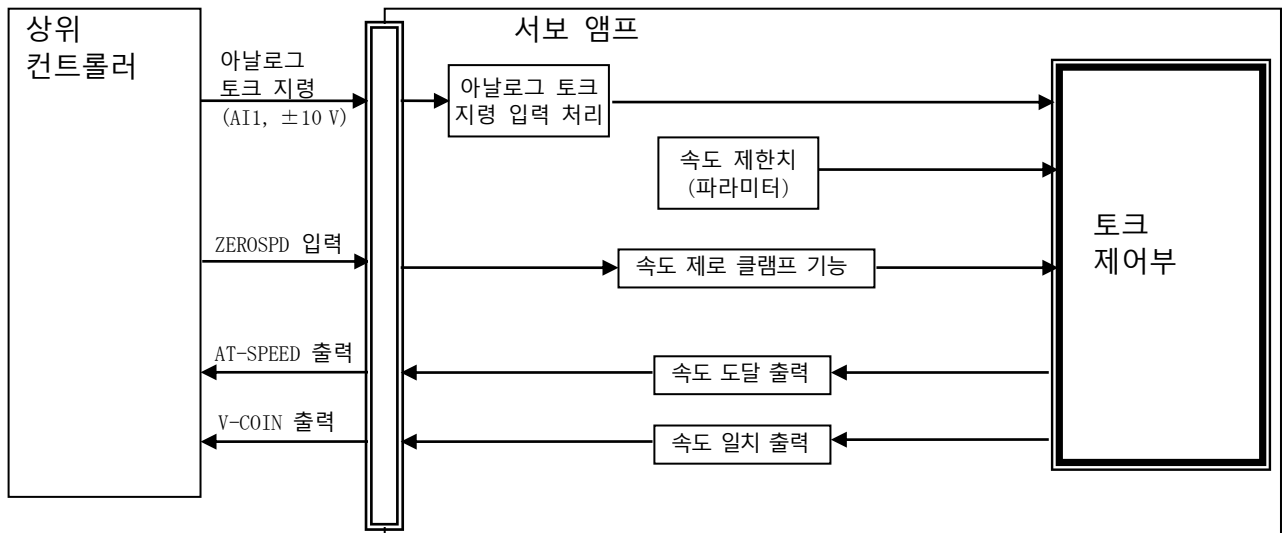 상위
컨트롤러
서보 앰프
아날로그
토크 지령
(AI1, ±10 V)
아날로그 토크
지령 입력 처리
속도 제한치
(파라미터)
ZEROSPD 입력
속도 제로 클램프 기능
토크
제어부
AT-SPEED 출력
속도 도달 출력
V-COIN 출력
속도 일치 출력